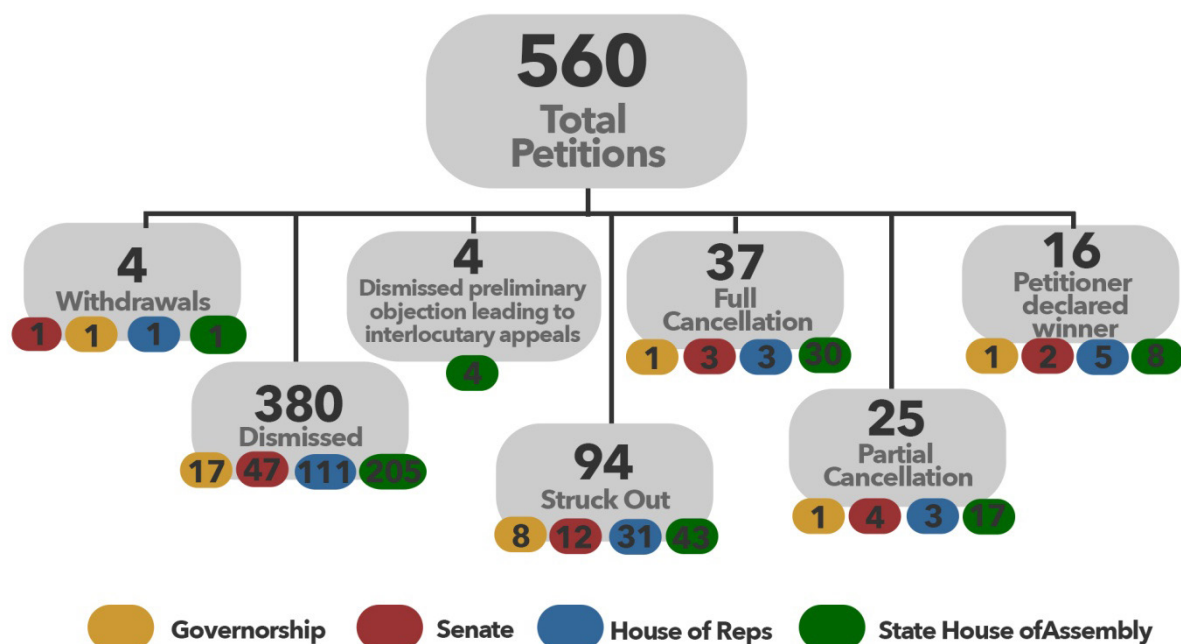 560
Total
Petitions
4
Withdrawals
1 1 1 1
4
Dismissed preliminary
objection leading to
interlocutary appeals
4
37
Full
Cancellation
1 3 3 30
16
Petitioner
declared
winner
1 2 5 8
380
Dismissed
17 47 111 205
94
Struck Out
8 12 31 43
25
Partial
Cancellation
1 4 3 17
Governorship Senate House of Reps State House of Assembly